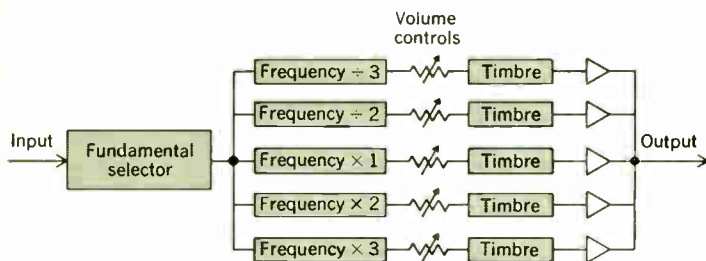 Volume
controls
Frequency ÷ 3
Timbre
Frequency ÷ 2
Timbre
Input
Fundamental
selector
Frequency × 1
Timbre
Output
Frequency × 2
Timbre
Frequency × 3
Timbre